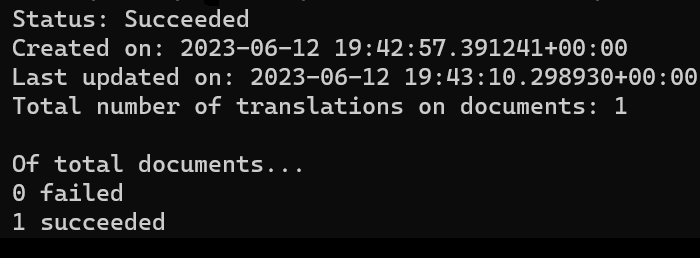 Status: Succeeded
Created on: 2023-06-12 19:42:57.391241+00:00
Last updated on: 2023-06-12 19:43:10.298930+00:00
Total number of translations on documents: 1
Of total documents...
0 failed
1 succeeded